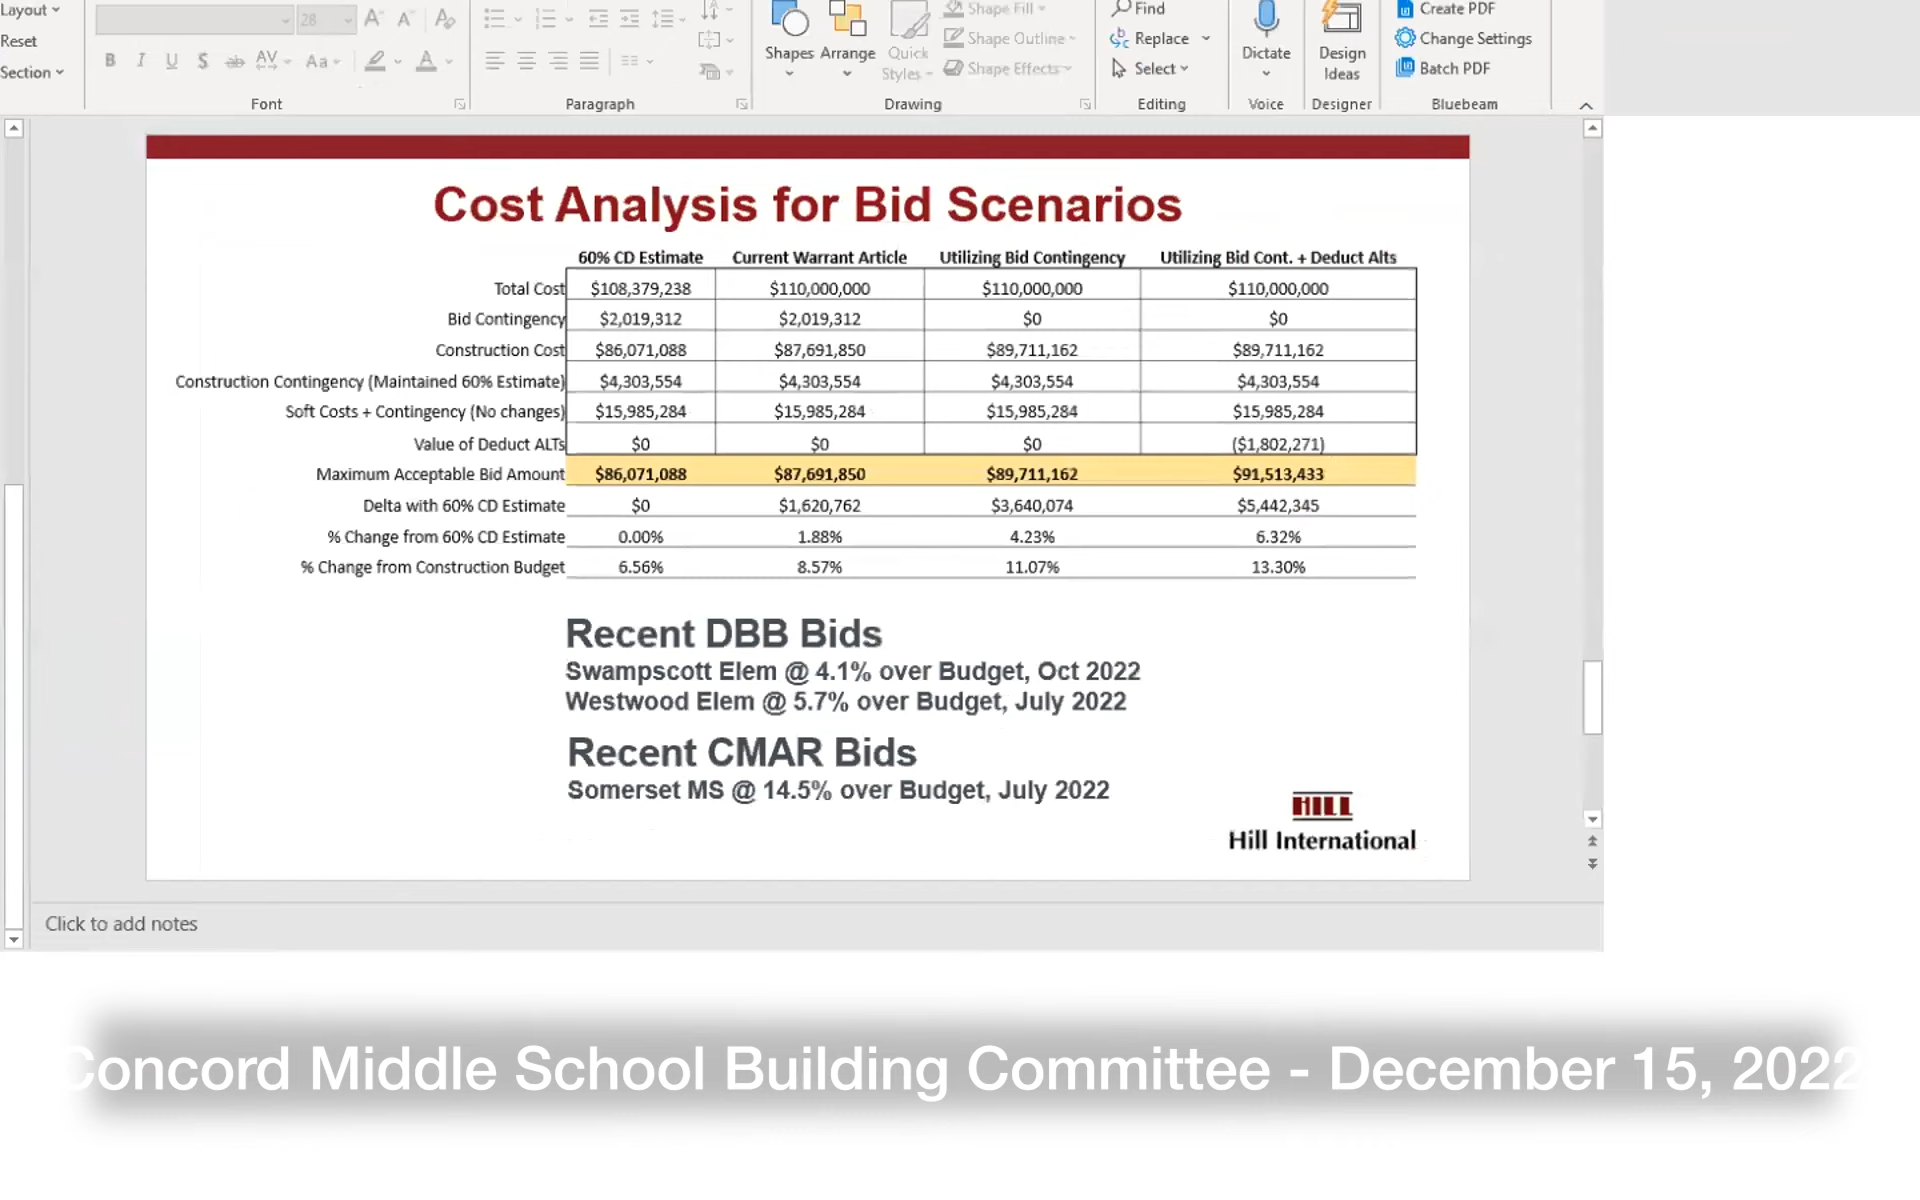 Layout
Reset
Section
28
A A A
B I U S ab AV Aa A
Font
Paragraph
Shapes
Arrange
Quick
Styles
Shape Fill
Shape Outline
Shape Effects
Drawing
Find
Replace
Select
Editing
Dictate
Voice
Design
Ideas
Designer
Create PDF
Change Settings
Batch PDF
Bluebeam
Cost Analysis for Bid Scenarios
60% CD Estimate Current Warrant Article Utilizing Bid Contingency Utilizing Bid Cont. + Deduct Alts
Total Cost $108,379,238 $110,000,000 $110,000,000 $110,000,000
Bid Contingency $2,019,312 $2,019,312 $0 $0
Construction Cost $86,071,088 $87,691,850 $89,711,162 $89,711,162
Construction Contingency (Maintained 60% Estimate) $4,303,554 $4,303,554 $4,303,554 $4,303,554
Soft Costs + Contingency (No changes) $15,985,284 $15,985,284 $15,985,284 $15,985,284
Value of Deduct ALTs $0 $0 $0 ($1,802,271)
Maximum Acceptable Bid Amount $86,071,088 $87,691,850 $89,711,162 $91,513,433
Delta with 60% CD Estimate $0 $1,620,762 $3,640,074 $5,442,345
% Change from 60% CD Estimate 0.00% 1.88% 4.23% 6.32%
% Change from Construction Budget 6.56% 8.57% 11.07% 13.30%
Recent DBB Bids
Swampscott Elem @ 4.1% over Budget, Oct 2022
Westwood Elem @ 5.7% over Budget, July 2022
Recent CMAR Bids
Somerset MS @ 14.5% over Budget, July 2022
HILL
Hill International
Click to add notes
Concord Middle School Building Committee - December 15, 2022